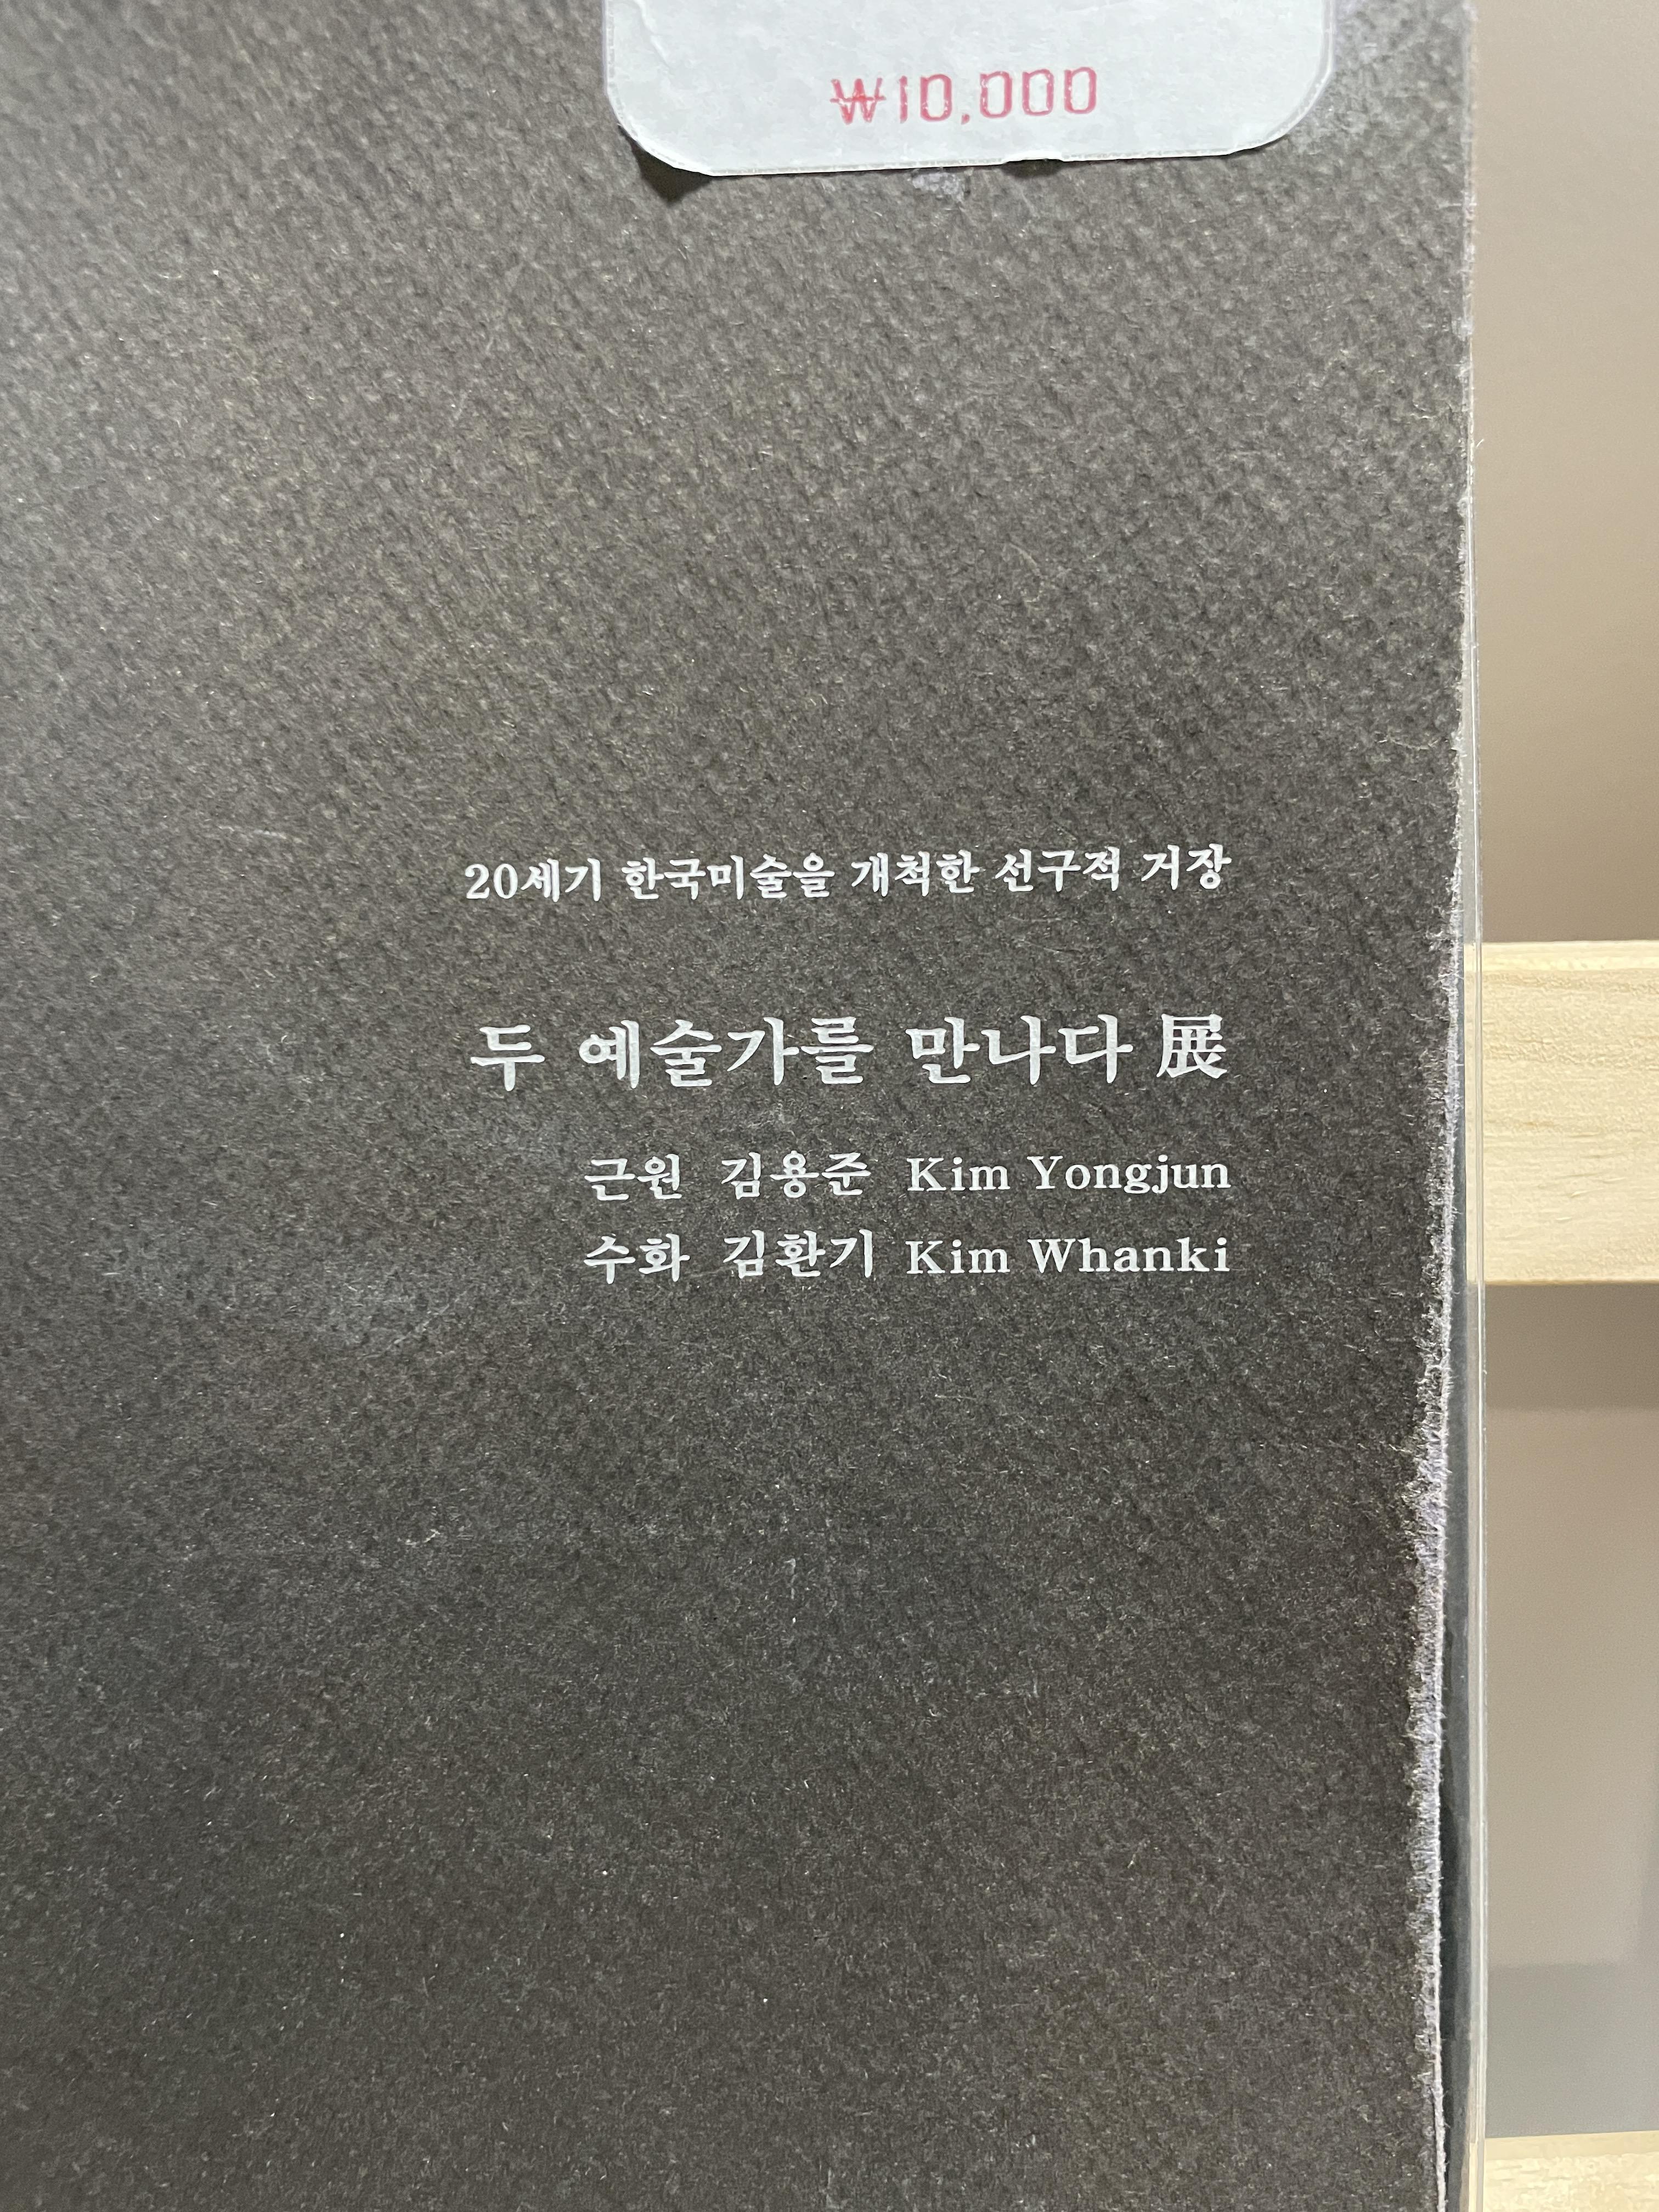 ₩10,000
20세기 한국미술을 개척한 선구적 거장
두 예술가를 만나다 展
근원 김용준 Kim Yongjun
수화 김환기 Kim Whanki